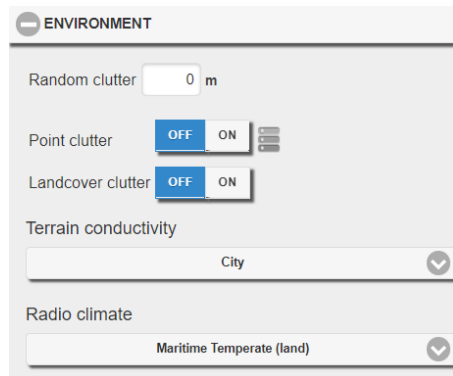 ENVIRONMENT
Random clutter 0 m
Point clutter OFF ON
Landcover clutter OFF ON
Terrain conductivity
City
Radio climate
Maritime Temperate (land)